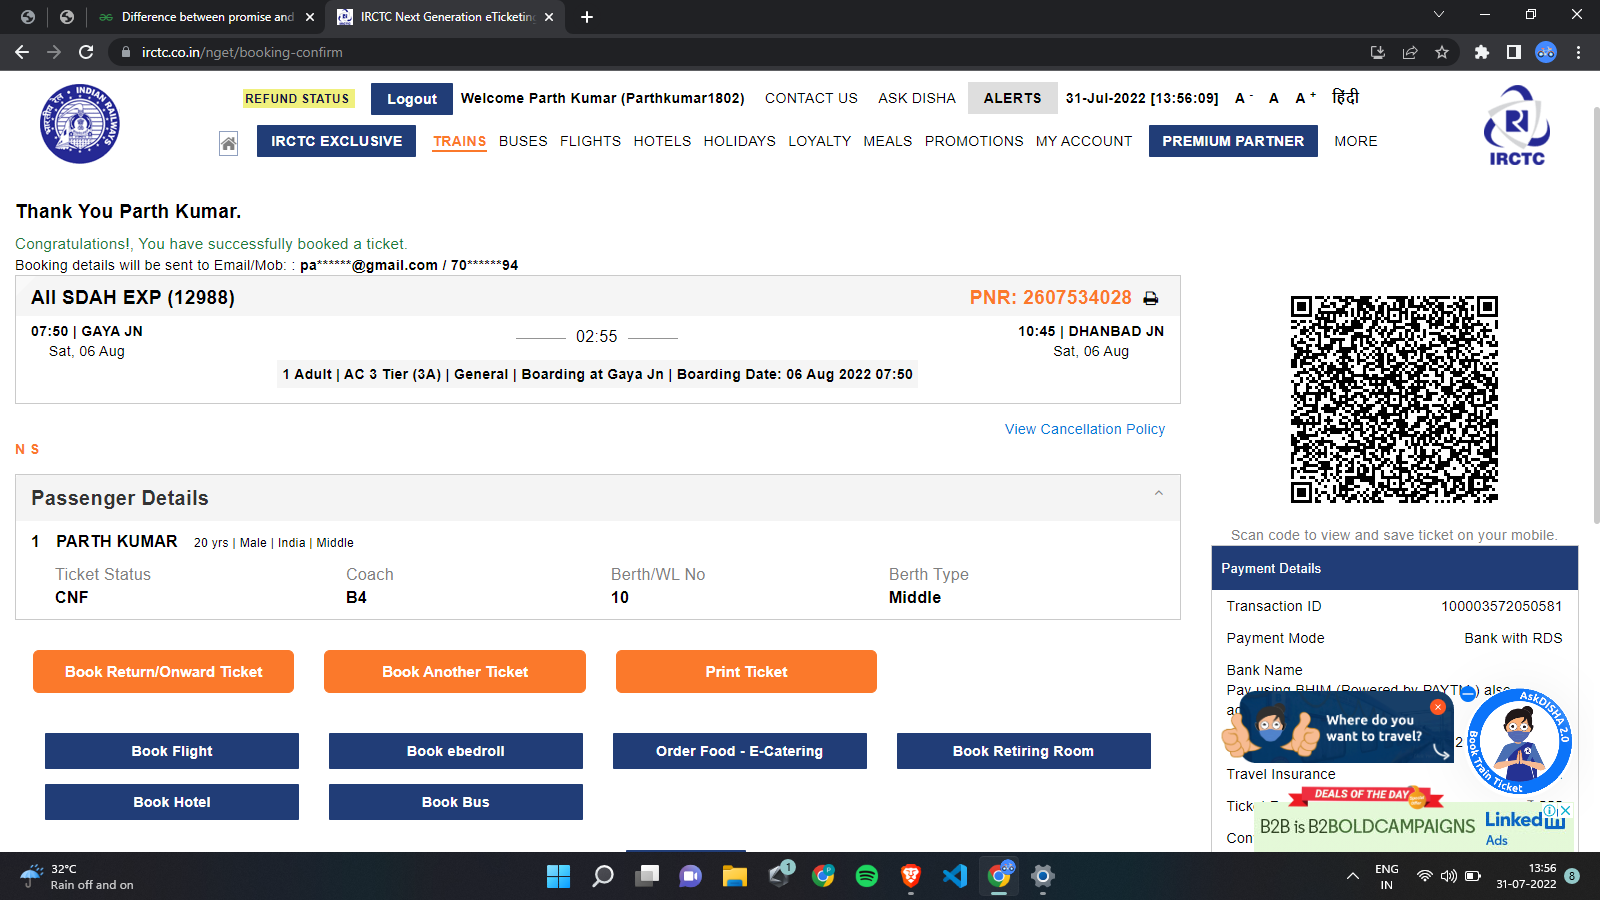 Difference between promise and
IRCTC Next Generation eTicketing
irctc.co.in/nget/booking-confirm
REFUND STATUS
Logout
Welcome Parth Kumar (Parthkumar1802)
CONTACT US
ASK DISHA
ALERTS
31-Jul-2022 [13:56:09]
A -
A
A +
हिंदी
INDIAN RAILWAYS
भारतीय रेल
IRCTC EXCLUSIVE
TRAINS
BUSES
FLIGHTS
HOTELS
HOLIDAYS
LOYALTY
MEALS
PROMOTIONS
MY ACCOUNT
PREMIUM PARTNER
MORE
IRCTC
Thank You Parth Kumar.
Congratulations!, You have successfully booked a ticket.
Booking details will be sent to Email/Mob: : pa******@gmail.com / 70******94
AII SDAH EXP (12988)
PNR: 2607534028
07:50 | GAYA JN
Sat, 06 Aug
02:55
10:45 | DHANBAD JN
Sat, 06 Aug
1 Adult | AC 3 Tier (3A) | General | Boarding at Gaya Jn | Boarding Date: 06 Aug 2022 07:50
View Cancellation Policy
N S
Passenger Details
1 PARTH KUMAR 20 yrs | Male | India | Middle
Ticket Status
Coach
Berth/WL No
Berth Type
CNF
B4
10
Middle
Book Return/Onward Ticket
Book Another Ticket
Print Ticket
Book Flight
Book ebedroll
Order Food - E-Catering
Book Retiring Room
Book Hotel
Book Bus
Scan code to view and save ticket on your mobile.
Payment Details
Transaction ID 100003572050581
Payment Mode Bank with RDS
Bank Name
Pay using BHIM (Powered by PAYTM) also
Where do you
want to travel?
2
AskDISHA 2.0
Book Train Ticket
Travel Insurance
DEALS OF THE DAY
B2B is B2BOLDCAMPAIGNS
Linked in
Ads
32°C
Rain off and on
1
ENG
IN
13:56
31-07-2022
8